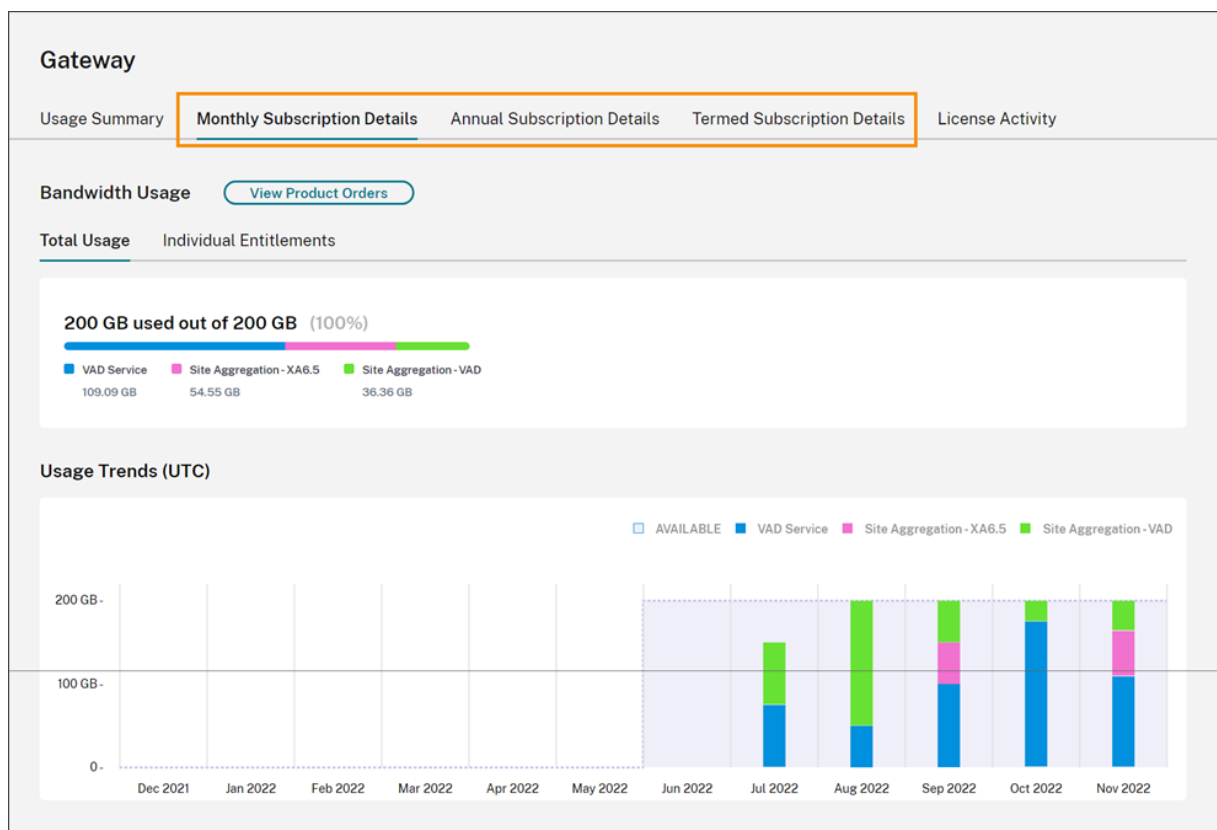 Gateway
Usage Summary Monthly Subscription Details Annual Subscription Details Termed Subscription Details License Activity
Bandwidth Usage View Product Orders
Total Usage Individual Entitlements
200 GB used out of 200 GB (100%)
VAD Service Site Aggregation-XA6.5 Site Aggregation-VAD
109.09 GB 54.55 GB 36.36 GB
Usage Trends (UTC)
AVAILABLE VAD Service Site Aggregation-XA6.5 Site Aggregation-VAD
200 GB-
100 GB-
0-
Dec 2021 Jan 2022 Feb 2022 Mar 2022 Apr 2022 May 2022 Jun 2022 Jul 2022 Aug 2022 Sep 2022 Oct 2022 Nov 2022